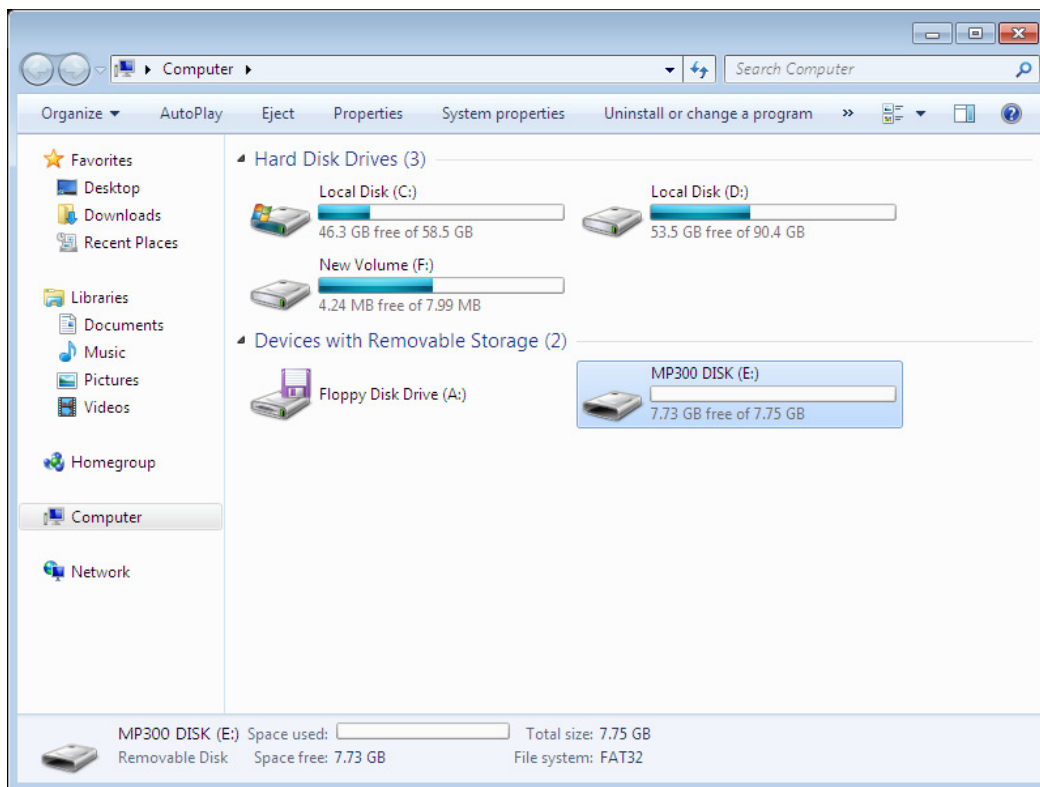 Computer
Search Computer
Organize AutoPlay Eject Properties System properties Uninstall or change a program »
Favorites
Desktop
Downloads
Recent Places
Libraries
Documents
Music
Pictures
Videos
Homegroup
Computer
Network
Hard Disk Drives (3)
Local Disk (C:)
46.3 GB free of 58.5 GB
Local Disk (D:)
53.5 GB free of 90.4 GB
New Volume (F:)
4.24 MB free of 7.99 MB
Devices with Removable Storage (2)
Floppy Disk Drive (A:)
MP300 DISK (E:)
7.73 GB free of 7.75 GB
MP300 DISK (E:) Space used: Total size: 7.75 GB
Removable Disk Space free: 7.73 GB File system: FAT32